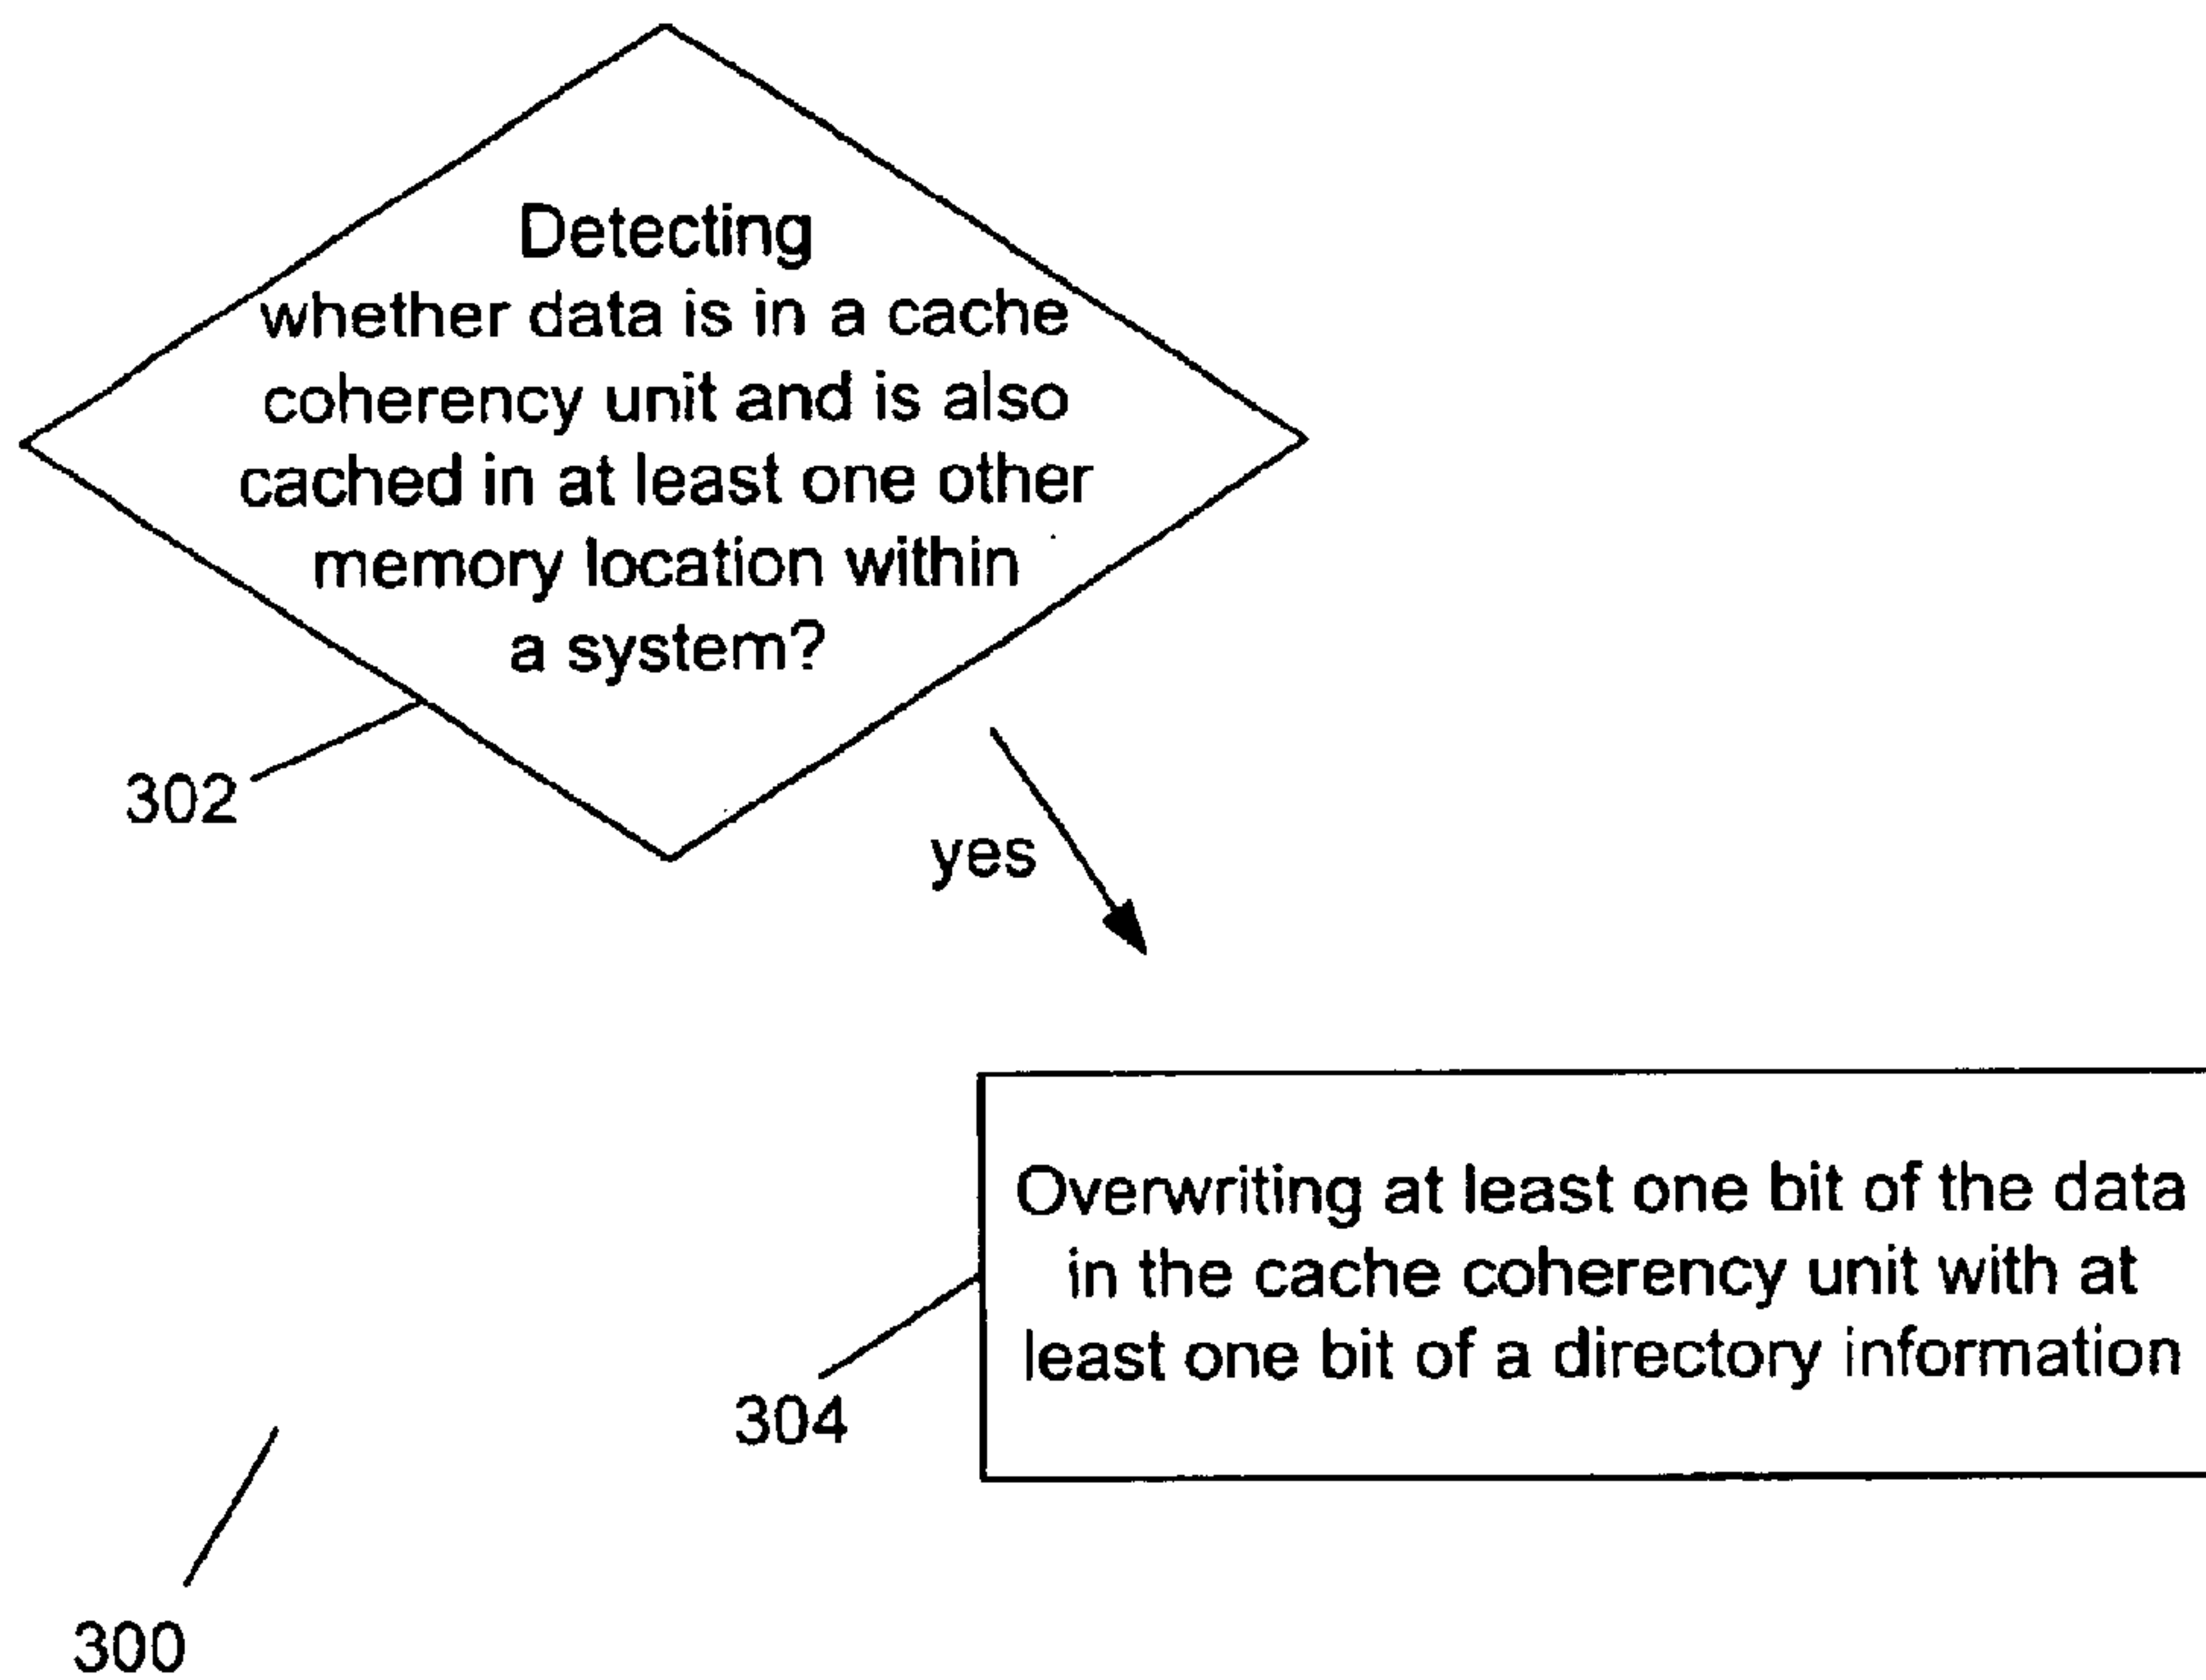 Detecting
whether data is in a cache
coherency unit and is also
cached in at least one other
memory location within
a system?
302
yes
Overwriting at least one bit of the data
in the cache coherency unit with at
least one bit of a directory information
304
300